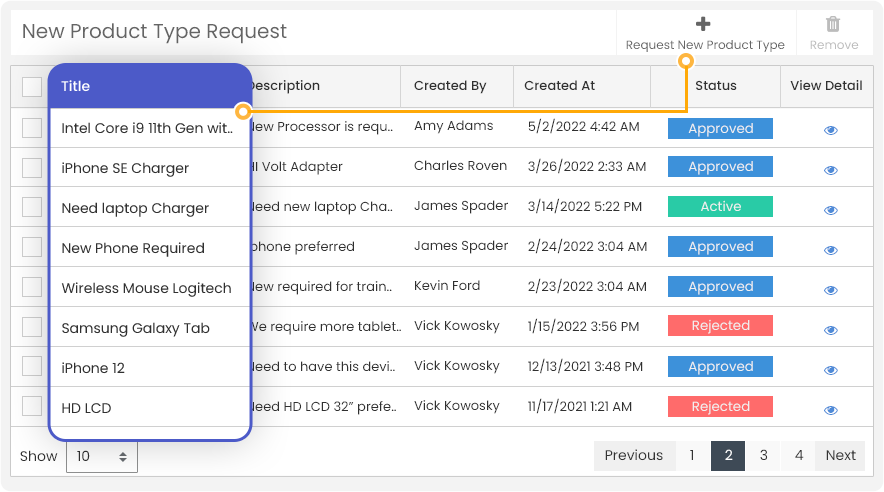 New Product Type Request
Request New Product Type Remove
Title Description Created By Created At Status View Detail
Intel Core i9 11th Gen wit.. New Processor is requ.. Amy Adams 5/2/2022 4:42 AM Approved
iPhone SE Charger HI Volt Adapter Charles Roven 3/26/2022 2:33 AM Approved
Need laptop Charger Need new laptop Cha.. James Spader 3/14/2022 5:22 PM Active
New Phone Required phone preferred James Spader 2/24/2022 3:04 AM Approved
Wireless Mouse Logitech New required for train.. Kevin Ford 2/23/2022 3:04 AM Approved
Samsung Galaxy Tab We require more tablet.. Vick Kowosky 1/15/2022 3:56 PM Rejected
iPhone 12 Need to have this devi.. Vick Kowosky 12/13/2021 3:48 PM Approved
HD LCD Need HD LCD 32” prefe.. Vick Kowosky 11/17/2021 1:21 AM Rejected
Show 10 Previous 1 2 3 4 Next